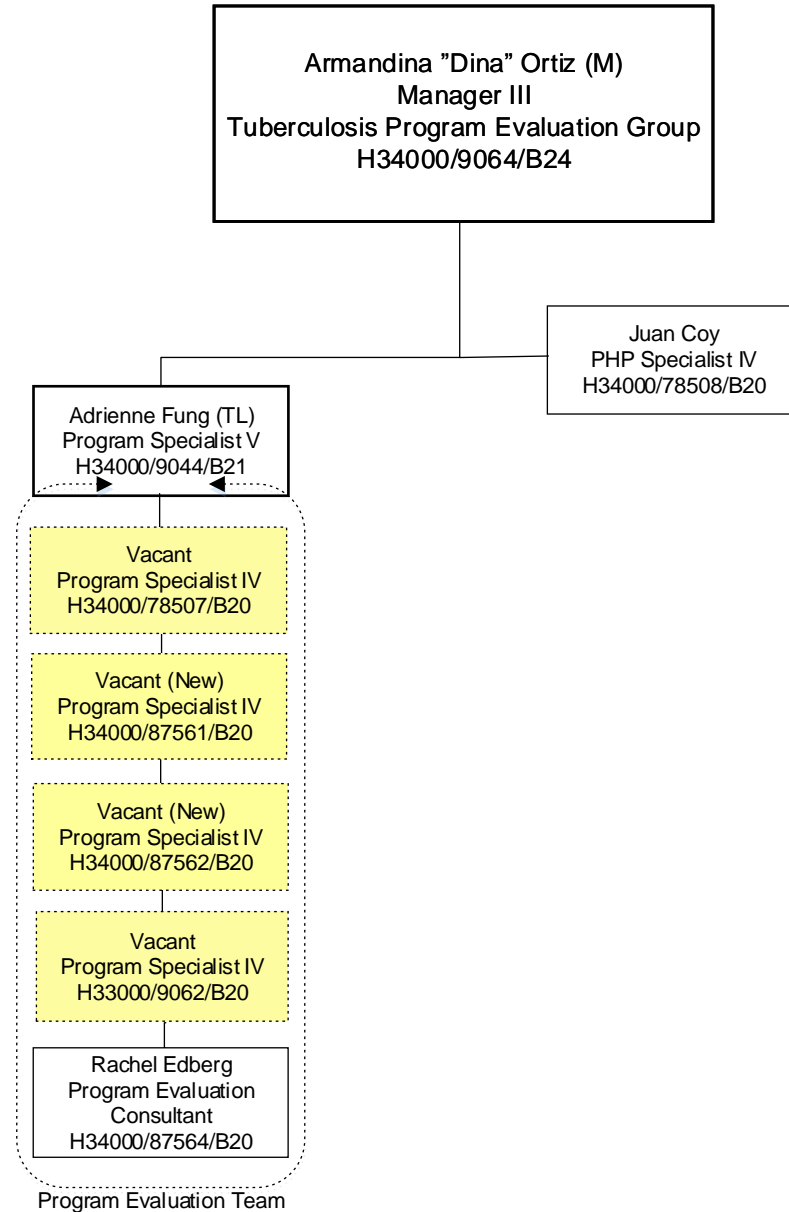 Armandina ”Dina” Ortiz (M)
Manager III
Tuberculosis Program Evaluation Group
H34000/9064/B24
Juan Coy
PHP Specialist IV
H34000/78508/B20
Adrienne Fung (TL)
Program Specialist V
H34000/9044/B21
Vacant
Program Specialist IV
H34000/78507/B20
Vacant (New)
Program Specialist IV
H34000/87561/B20
Vacant (New)
Program Specialist IV
H34000/87562/B20
Vacant
Program Specialist IV
H33000/9062/B20
Rachel Edberg
Program Evaluation
Consultant
H34000/87564/B20
Program Evaluation Team